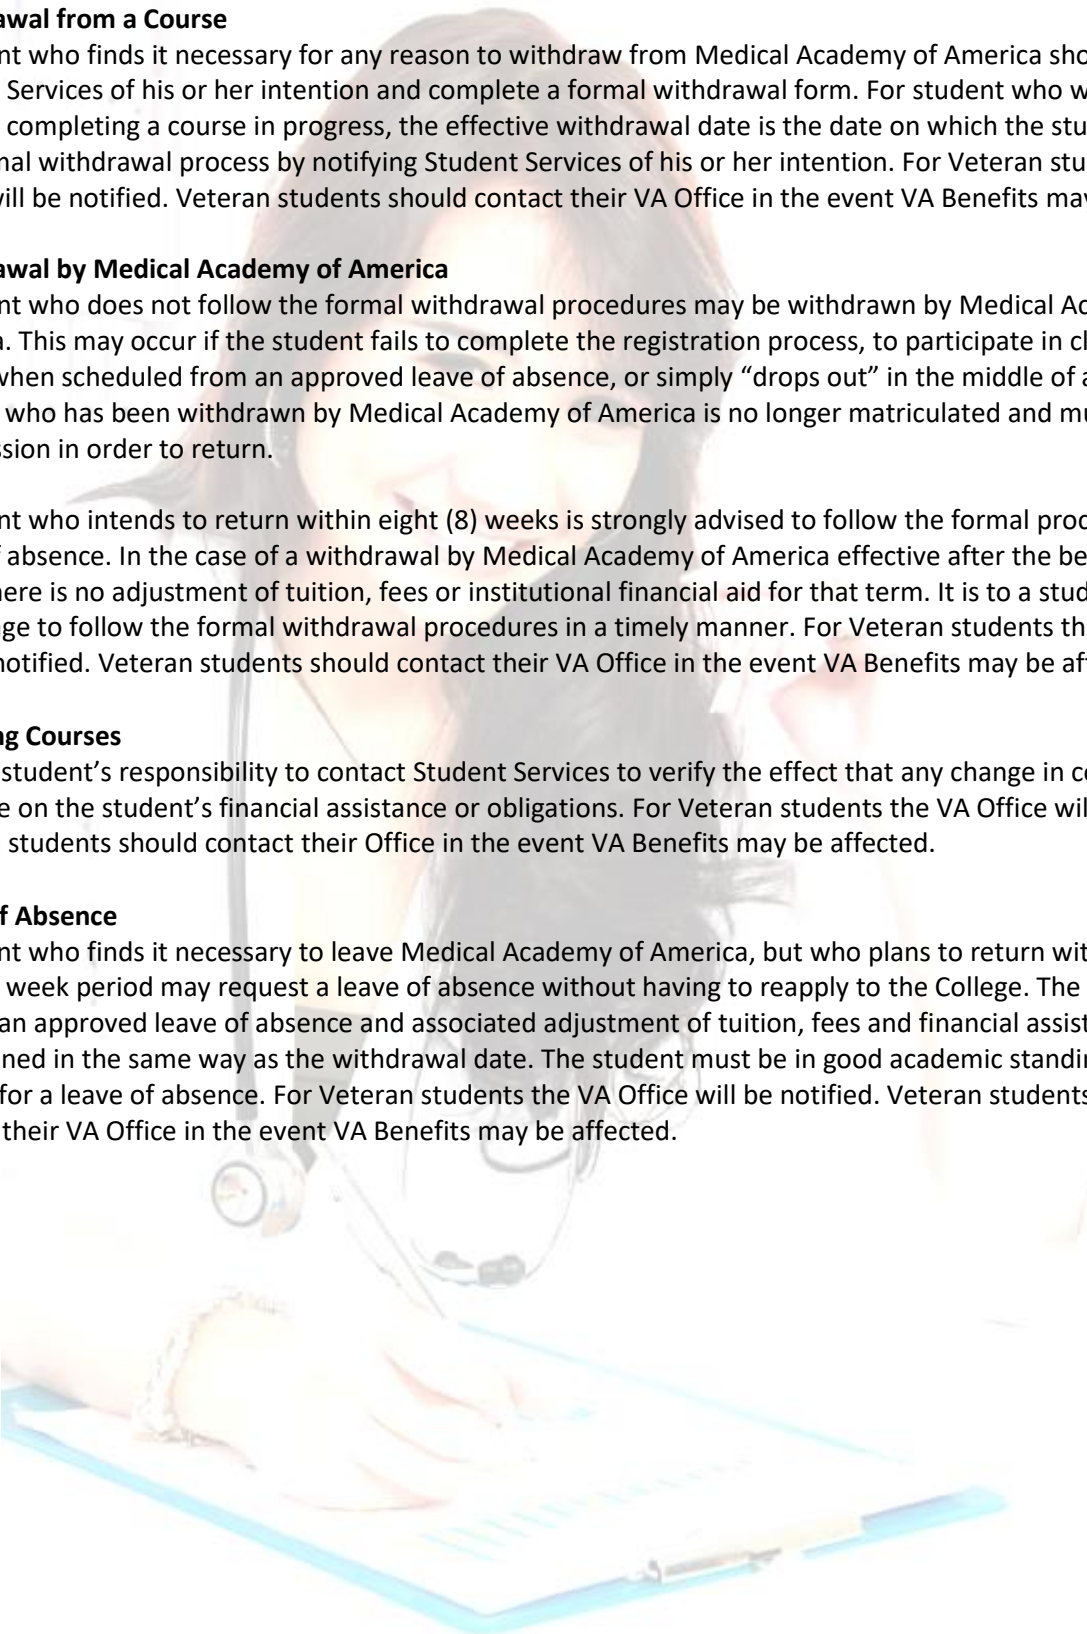 awal from a Course
nt who finds it necessary for any reason to withdraw from Medical Academy of America sho
Services of his or her intention and complete a formal withdrawal form. For student who w
completing a course in progress, the effective withdrawal date is the date on which the stu
mal withdrawal process by notifying Student Services of his or her intention. For Veteran stu
will be notified. Veteran students should contact their VA Office in the event VA Benefits may
awal by Medical Academy of America
nt who does not follow the formal withdrawal procedures may be withdrawn by Medical Ac
a. This may occur if the student fails to complete the registration process, to participate in cl
when scheduled from an approved leave of absence, or simply “drops out” in the middle of a
who has been withdrawn by Medical Academy of America is no longer matriculated and mu
ssion in order to return.
nt who intends to return within eight (8) weeks is strongly advised to follow the formal proc
f absence. In the case of a withdrawal by Medical Academy of America effective after the be
here is no adjustment of tuition, fees or institutional financial aid for that term. It is to a stud
ge to follow the formal withdrawal procedures in a timely manner. For Veteran students th
notified. Veteran students should contact their VA Office in the event VA Benefits may be af
ng Courses
student’s responsibility to contact Student Services to verify the effect that any change in co
e on the student’s financial assistance or obligations. For Veteran students the VA Office wil
students should contact their Office in the event VA Benefits may be affected.
f Absence
nt who finds it necessary to leave Medical Academy of America, but who plans to return wit
week period may request a leave of absence without having to reapply to the College. The
an approved leave of absence and associated adjustment of tuition, fees and financial assist
ned in the same way as the withdrawal date. The student must be in good academic standin
for a leave of absence. For Veteran students the VA Office will be notified. Veteran students
their VA Office in the event VA Benefits may be affected.